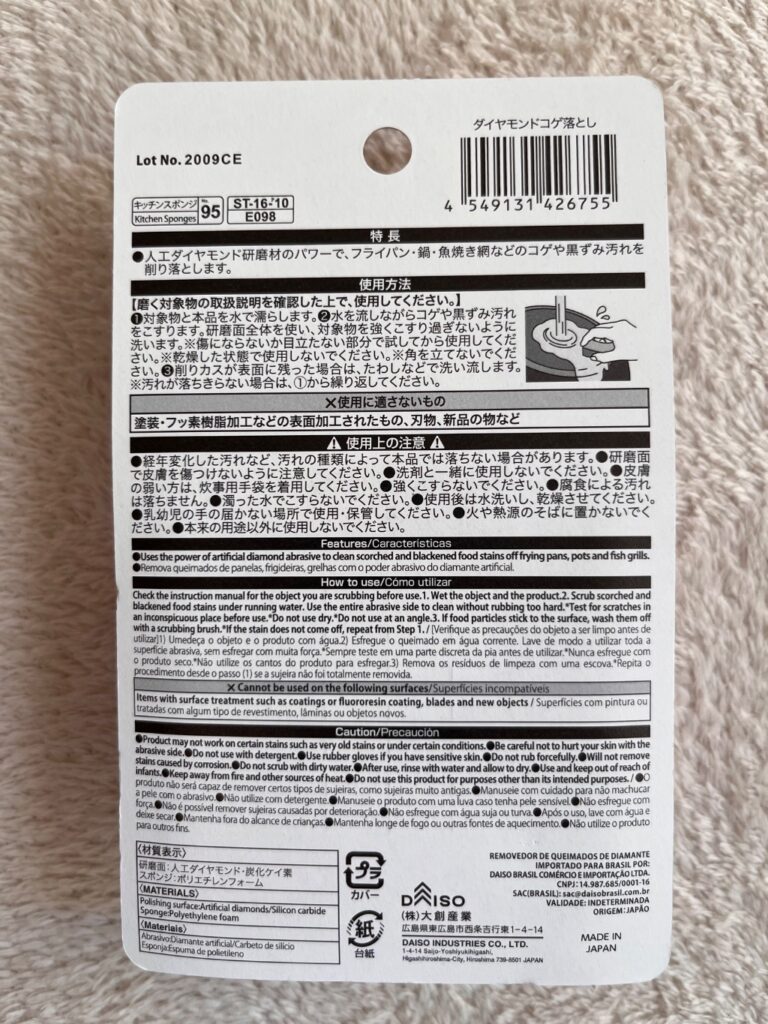 ダイヤモンドコゲ落とし
Lot No. 2009CE
4 549131 426755
キッチンスポンジ
Kitchen Sponges
No. 95
ST-16-'10
E098
特 長
●人工ダイヤモンド研磨材のパワーで、フライパン・鍋・魚焼き網などのコゲや黒ずみ汚れを
削り落とします。
使用方法
【磨く対象物の取扱説明を確認した上で、使用してください。】
❶対象物と本品を水で濡らします。❷水を流しながらコゲや黒ずみ汚れ
をこすります。研磨面全体を使い、対象物を強くこすり過ぎないように
洗います。※傷にならないか目立たない部分で試してから使用してくだ
さい。※乾燥した状態で使用しないでください。※角を立てないでくださ
い。❸削りカスが表面に残った場合は、たわしなどで洗い流します。
※汚れが落ちきらない場合は、①から繰り返してください。
×使用に適さないもの
塗装・フッ素樹脂加工などの表面加工されたもの、刃物、新品の物など
⚠ 使用上の注意 ⚠
●経年変化した汚れなど、汚れの種類によって本品では落ちない場合があります。●研磨面
で皮膚を傷つけないように注意してください。●洗剤と一緒に使用しないでください。●皮膚
の弱い方は、炊事用手袋を着用してください。●強くこすらないでください。●腐食による汚れ
は落ちません。●濁った水でこすらないでください。●使用後は水洗いし、乾燥させてください。
●乳幼児の手の届かない場所で使用・保管してください。●火や熱源のそばに置かないでく
ださい。●本来の用途以外に使用しないでください。
Features/Características
●Uses the power of artificial diamond abrasive to clean scorched and blackened food stains off frying pans, pots and fish grills.
●Remova queimados de panelas, frigideiras, grelhas com o poder abrasivo do diamante artificial.
How to use/Cómo utilizar
Check the instruction manual for the object you are scrubbing before use.1. Wet the object and the product.2. Scrub scorched and
blackened food stains under running water. Use the entire abrasive side to clean without rubbing too hard.*Test for scratches in
an inconspicuous place before use.*Do not use dry.*Do not use at an angle.3. If food particles stick to the surface, wash them off
with a scrubbing brush.*If the stain does not come off, repeat from Step 1. / [Verifique as precauções do objeto a ser limpo antes de
utilizar]1) Umedeça o objeto e o produto com água.2) Esfregue o queimado em água corrente. Lave de modo a utilizar toda a
superfície abrasiva, sem esfregar com muita força.*Sempre teste em uma parte discreta da pia antes de utilizar.*Nunca esfregue com
o produto seco.*Não utilize os cantos do produto para esfregar.3) Remova os resíduos de limpeza com uma escova.*Repita o
procedimento desde o passo (1) se a sujeira não foi totalmente removida.
× Cannot be used on the following surfaces/Superfícies incompatíveis
Items with surface treatment such as coatings or fluororesin coating, blades and new objects / Superfícies com pintura ou
tratadas com algum tipo de revestimento, lâminas ou objetos novos.
Caution/Precaución
●Product may not work on certain stains such as very old stains or under certain conditions.●Be careful not to hurt your skin with the
abrasive side.●Do not use with detergent.●Use rubber gloves if you have sensitive skin.●Do not rub forcefully.●Will not remove
stains caused by corrosion.●Do not scrub with dirty water.●After use, rinse with water and allow to dry.●Use and keep out of reach of
infants.●Keep away from fire and other sources of heat.●Do not use this product for purposes other than its intended purposes. / ●O
produto não será capaz de remover certos tipos de sujeiras, como sujeiras muito antigas.●Manuseie com cuidado para não machucar
a pele com o abrasivo.●Não utilize com detergente.●Manuseie o produto com uma luva caso tenha pele sensível.●Não esfregue com
força.●Não é possível remover sujeiras causadas por deterioração.●Não esfregue com água suja ou turva.●Após o uso, lave com água e
deixe secar.●Mantenha fora do alcance de crianças.●Mantenha longe de fogo ou outras fontes de aquecimento.●Não utilize o produto
para outros fins.
〈材質表示〉
研磨面：人工ダイヤモンド・炭化ケイ素
スポンジ：ポリエチレンフォーム
〈MATERIALS〉
Polishing surface:Artificial diamonds/Silicon carbide
Sponge:Polyethylene foam
〈Materiais〉
Abrasivo:Diamante artificial/Carbeto de silício
Esponja:Espuma de polietileno
プラ
カバー
紙
台紙
DAISO
(株)大創産業
広島県東広島市西条吉行東1-4-14
DAISO INDUSTRIES CO., LTD.
1-4-14 Saijo-Yoshiyukihigashi,
Higashihiroshima-City, Hiroshima 739-8501 JAPAN
REMOVEDOR DE QUEIMADOS DE DIAMANTE
IMPORTADO PARA BRASIL POR:
DAISO BRASIL COMÉRCIO E IMPORTAÇÃO LTDA.
CNPJ: 14.987.685/0001-16
SAC(BRASIL): sac@daisobrasil.com.br
VALIDADE: INDETERMINADA
ORIGEM: JAPÃO
MADE IN
JAPAN